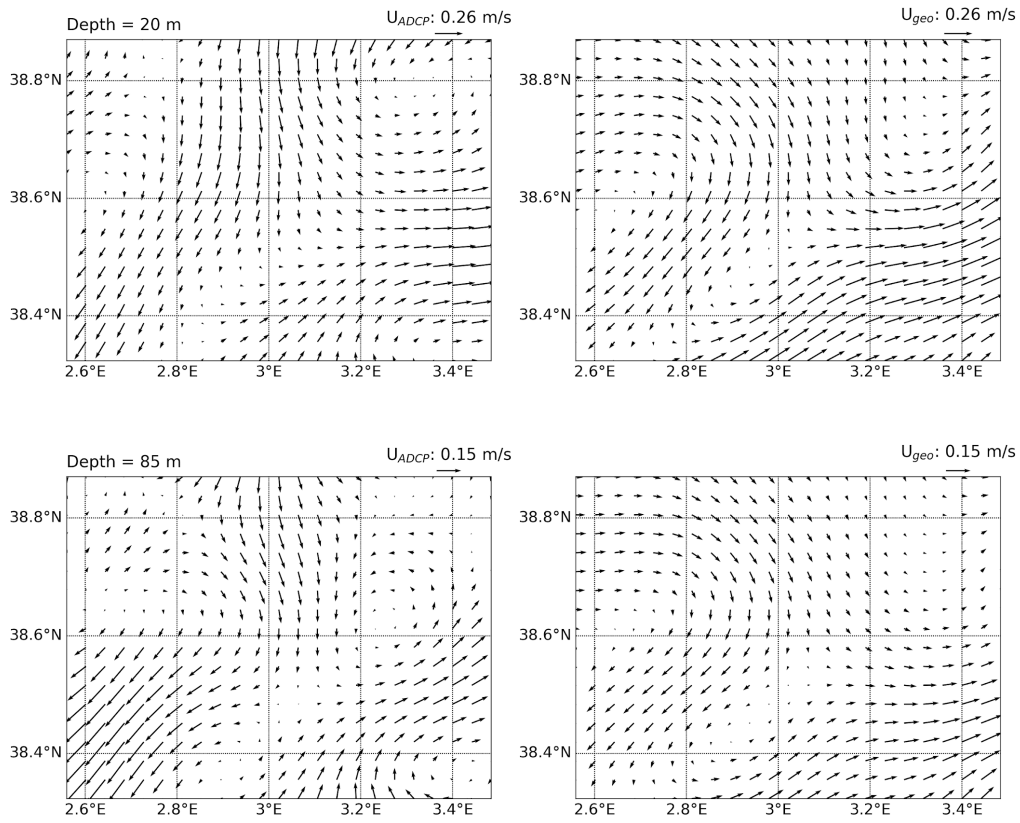 Depth = 20 m
U_ADCP: 0.26 m/s
U_geo: 0.26 m/s
38.8°N
38.6°N
38.4°N
2.6°E 2.8°E 3°E 3.2°E 3.4°E
38.8°N
38.6°N
38.4°N
2.6°E 2.8°E 3°E 3.2°E 3.4°E
Depth = 85 m
U_ADCP: 0.15 m/s
U_geo: 0.15 m/s
38.8°N
38.6°N
38.4°N
2.6°E 2.8°E 3°E 3.2°E 3.4°E
38.8°N
38.6°N
38.4°N
2.6°E 2.8°E 3°E 3.2°E 3.4°E